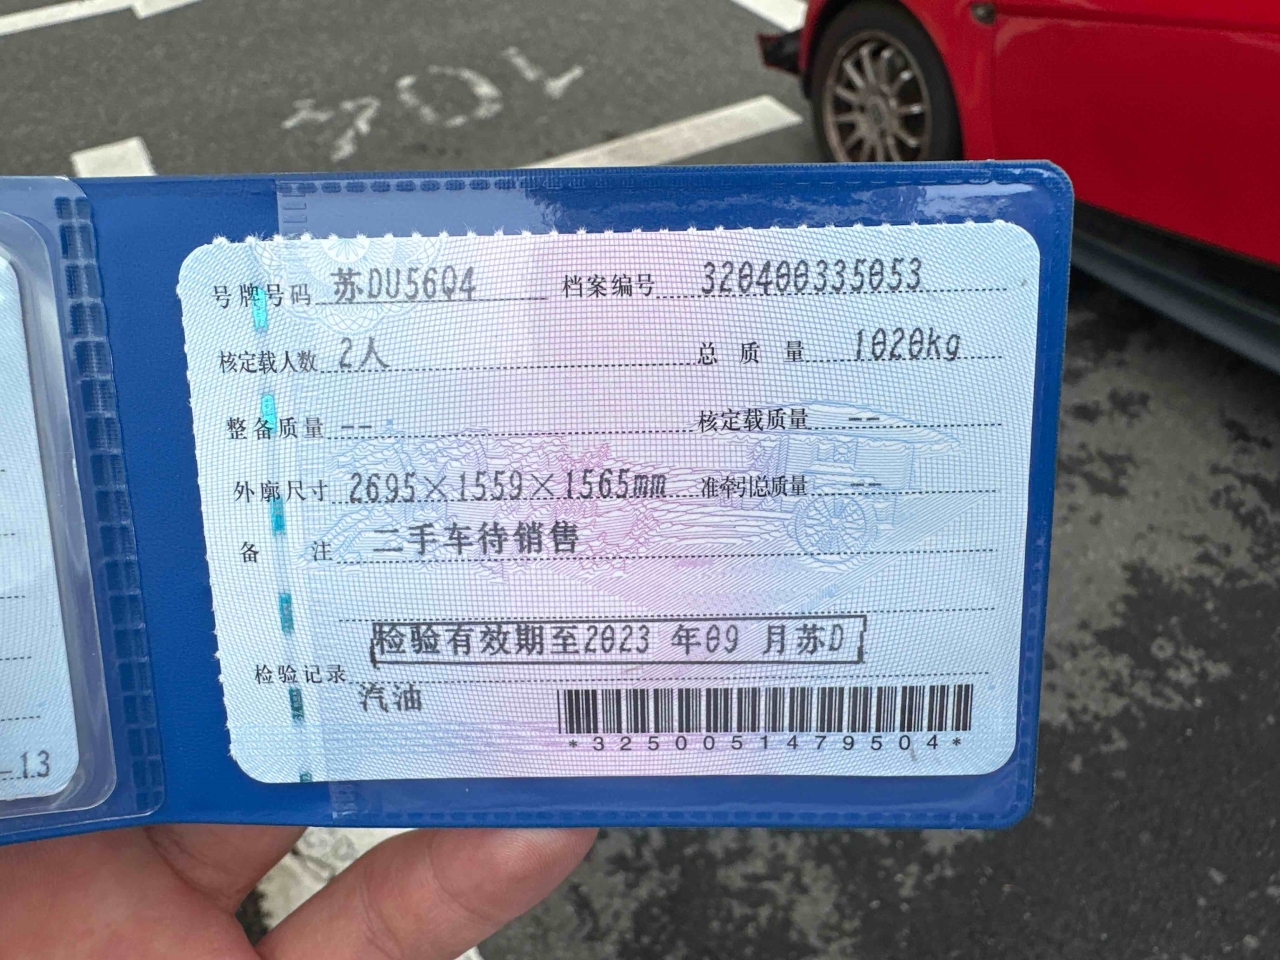 104
号牌号码 苏DU56Q4 档案编号 320400335053
核定载人数 2人 总质量 1020kg
整备质量 -- 核定载质量 --
外廓尺寸 2695×1559×1565mm 准牵引总质量 --
备注 二手车待销售
检验有效期至2023 年09 月苏D
检验记录
汽油
*3250051479504*
-13